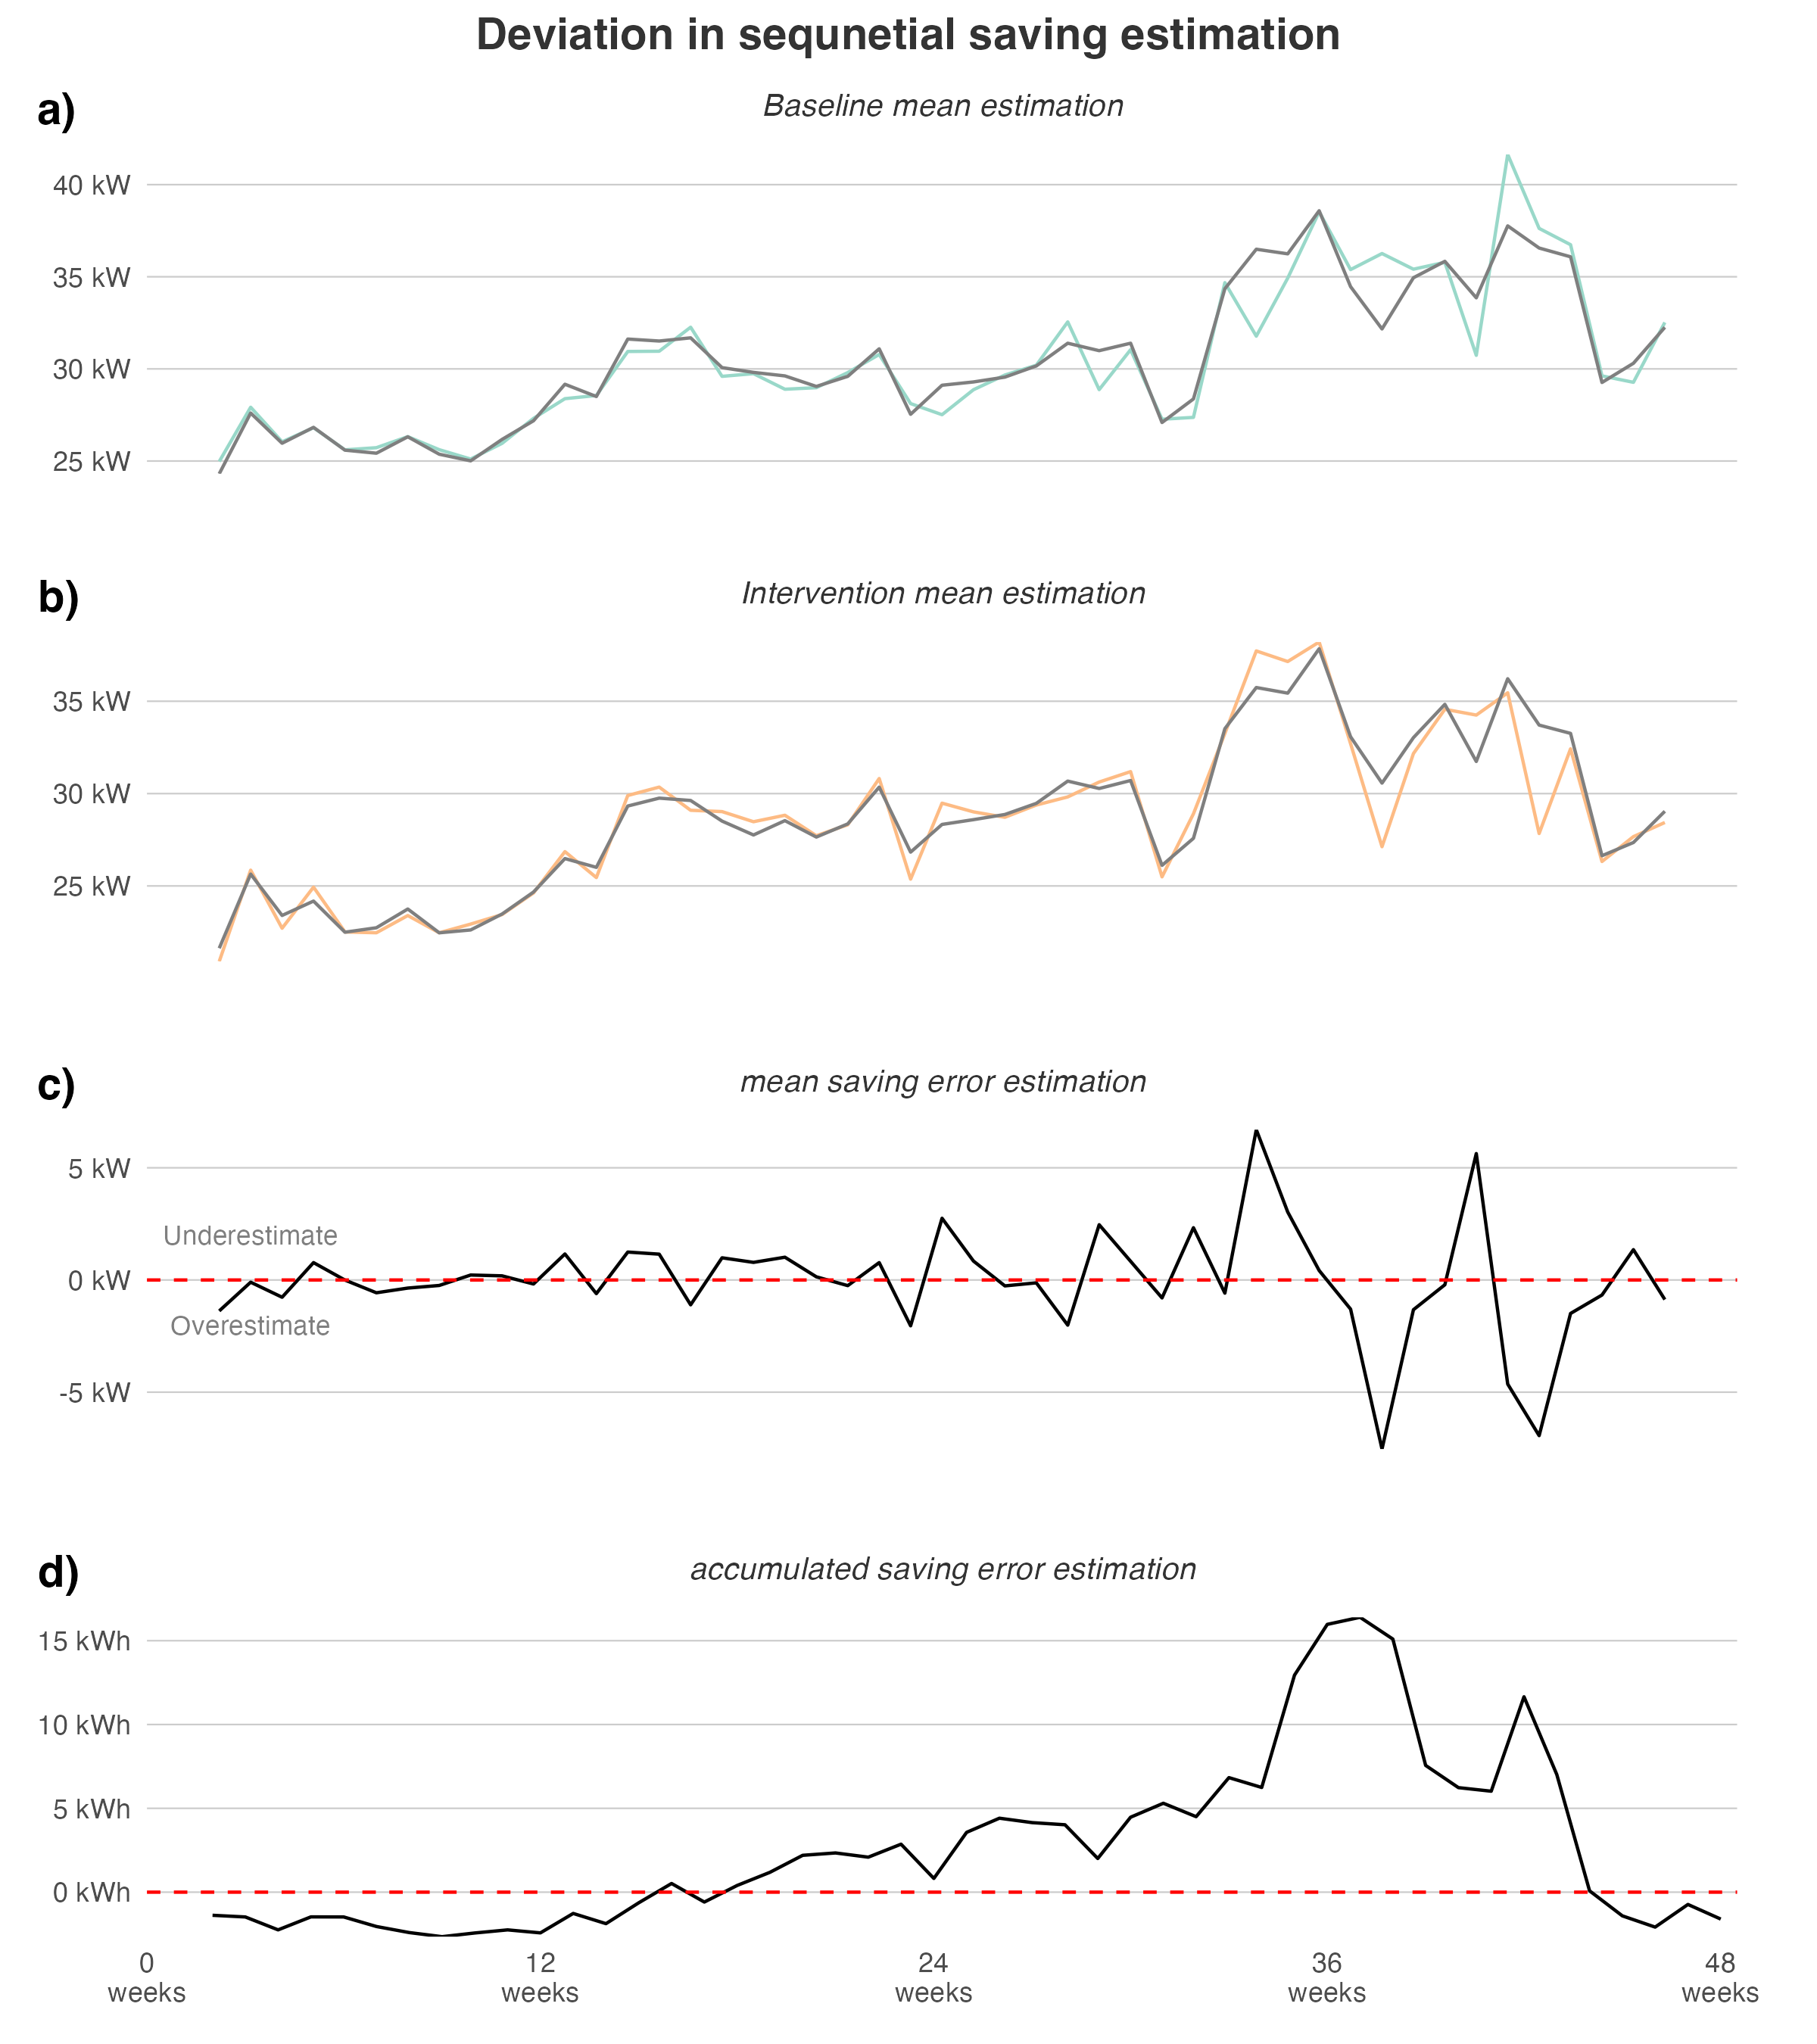 Deviation in sequnetial saving estimation
a)
Baseline mean estimation
40 kW
35 kW
30 kW
25 kW
b)
Intervention mean estimation
35 kW
30 kW
25 kW
c)
mean saving error estimation
5 kW
Underestimate
0 kW
Overestimate
-5 kW
d)
accumulated saving error estimation
15 kWh
10 kWh
5 kWh
0 kWh
0 12 24 36 48
weeks weeks weeks weeks weeks